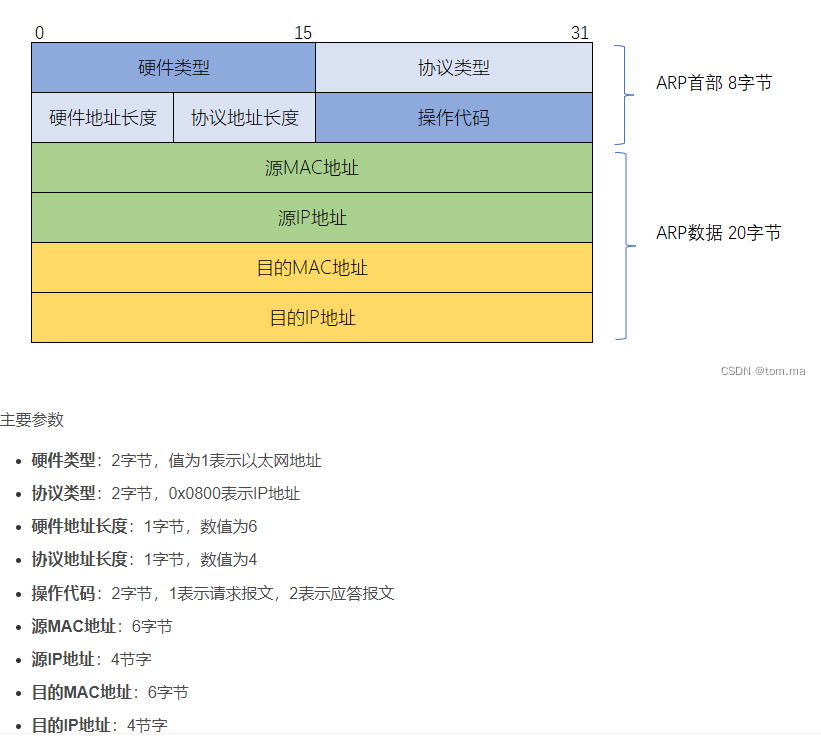 0 15 31
硬件类型 协议类型
ARP首部 8字节
硬件地址长度 协议地址长度 操作代码
源MAC地址
源IP地址
ARP数据 20字节
目的MAC地址
目的IP地址
CSDN @tom.ma
主要参数
硬件类型：2字节，值为1表示以太网地址
协议类型：2字节，0x0800表示IP地址
硬件地址长度：1字节，数值为6
协议地址长度：1字节，数值为4
操作代码：2字节，1表示请求报文，2表示应答报文
源MAC地址：6字节
源IP地址：4节字
目的MAC地址：6字节
目的IP地址：4节字